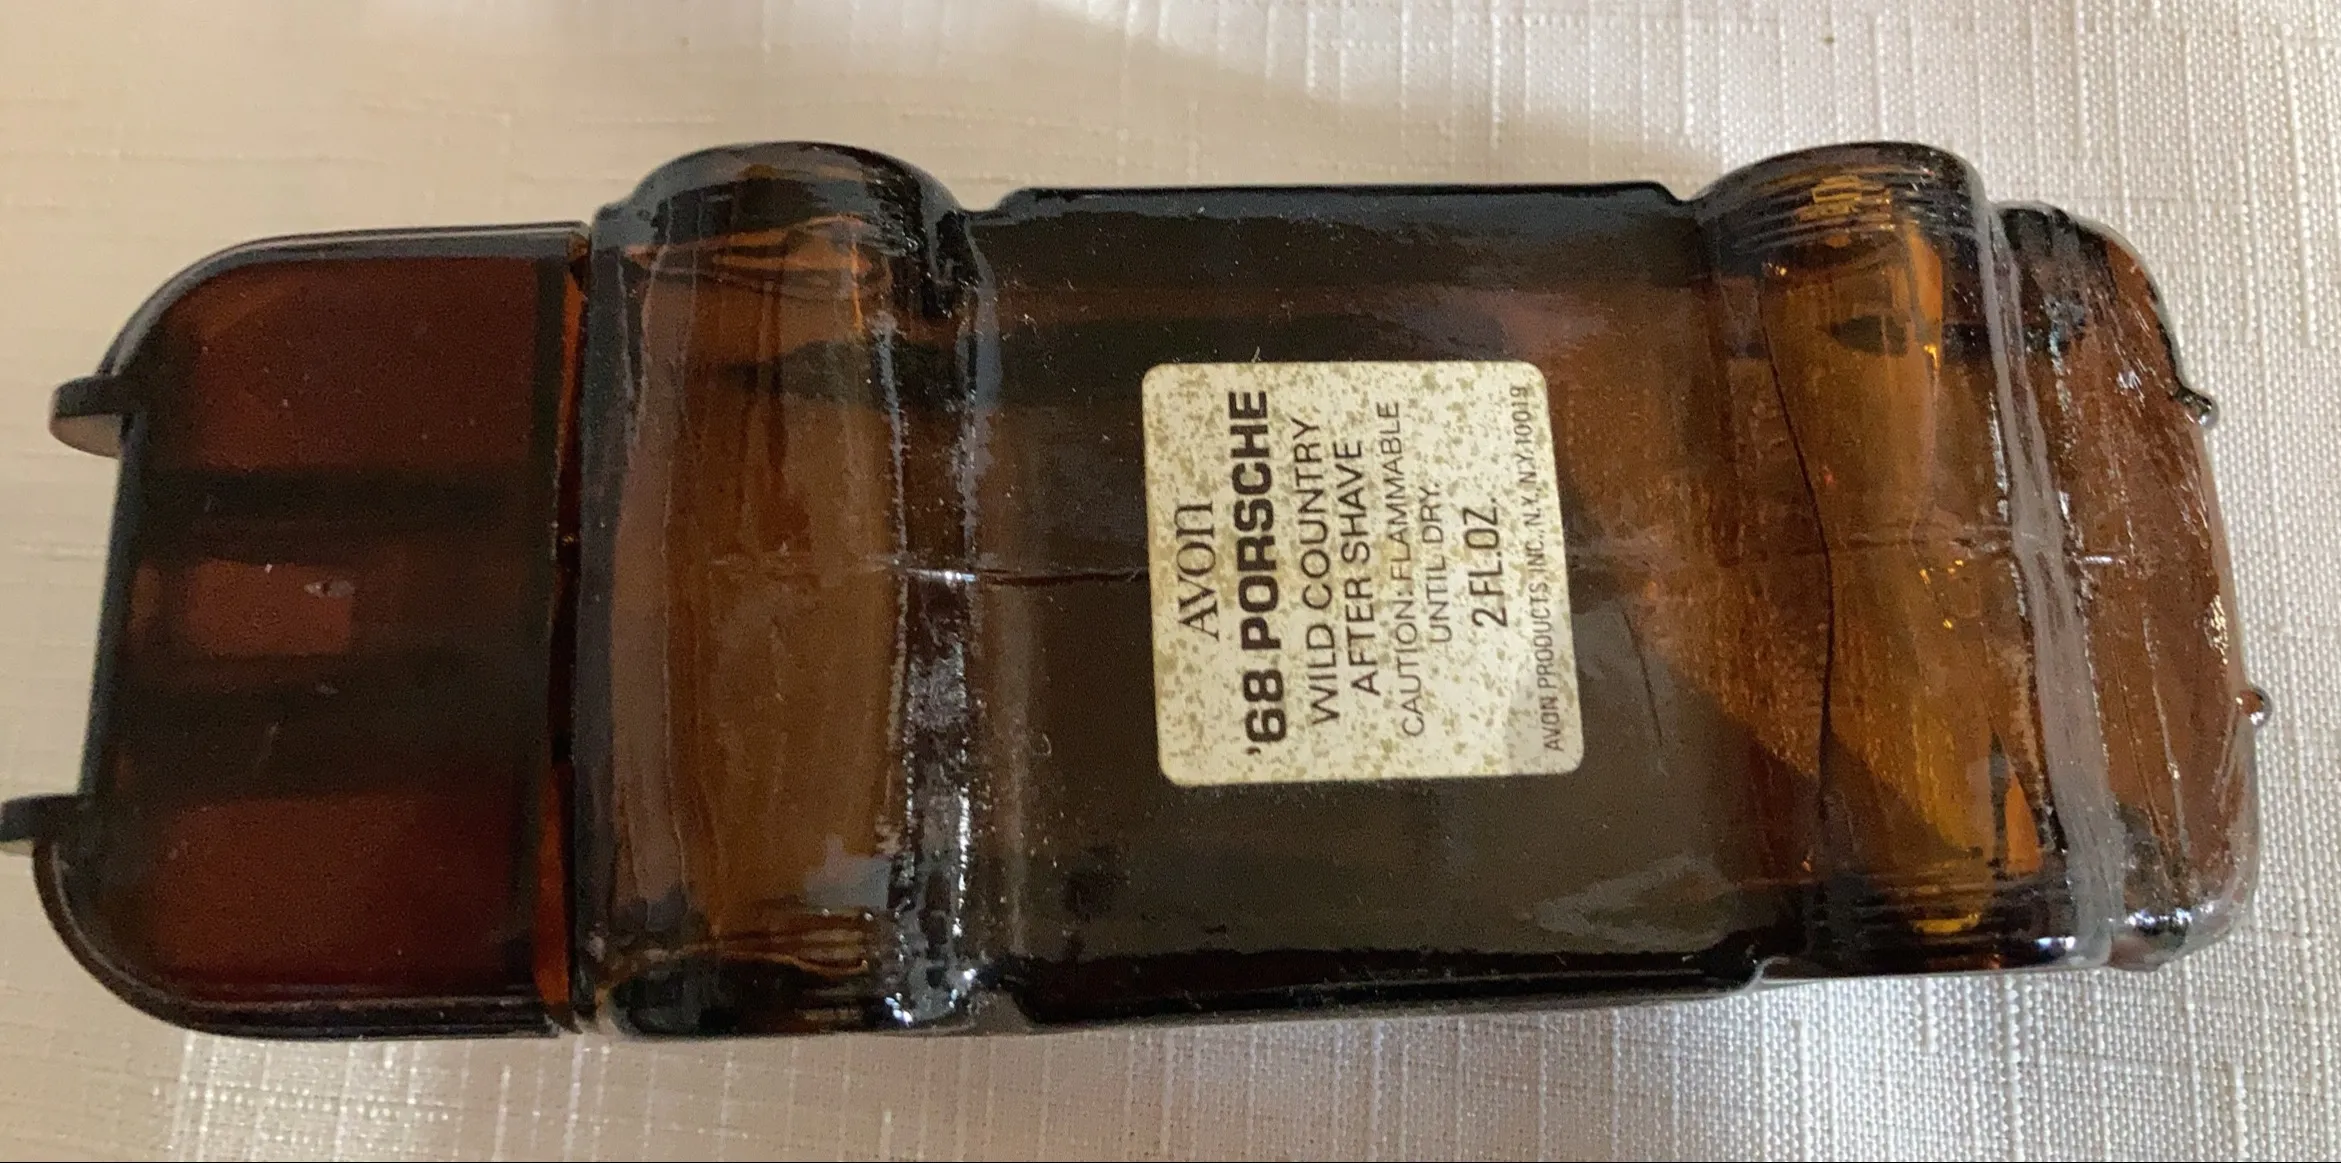 AVON
'68 PORSCHE
WILD COUNTRY
AFTER SHAVE
CAUTION: FLAMMABLE
UNTIL DRY.
2 FL. OZ.
AVON PRODUCTS, INC., N.Y., N.Y. 10019